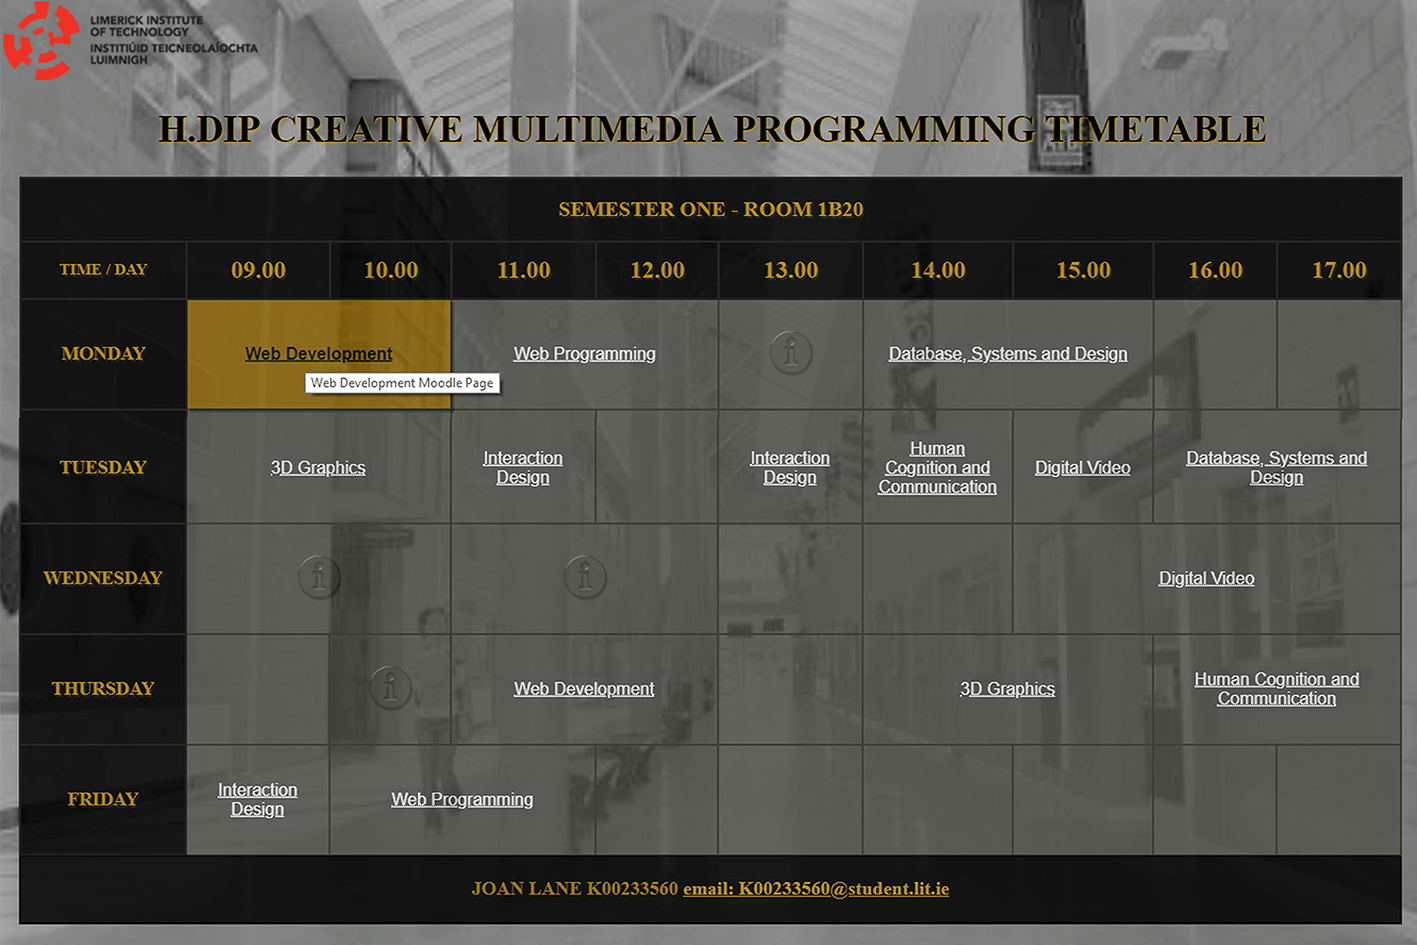 LIMERICK INSTITUTE
OF TECHNOLOGY
INSTITIÚID TEICNEOLAÍOCHTA
LUIMNIGH
H.DIP CREATIVE MULTIMEDIA PROGRAMMING TIMETABLE
SEMESTER ONE - ROOM 1B20
TIME / DAY 09.00 10.00 11.00 12.00 13.00 14.00 15.00 16.00 17.00
MONDAY Web Development Web Programming i Database, Systems and Design
Web Development Moodle Page
TUESDAY 3D Graphics
Interaction
Design
Interaction
Design
Human
Cognition and
Communication
Digital Video
Database, Systems and
Design
WEDNESDAY i i Digital Video
THURSDAY i Web Development 3D Graphics
Human Cognition and
Communication
FRIDAY
Interaction
Design
Web Programming
JOAN LANE K00233560 email: K00233560@student.lit.ie